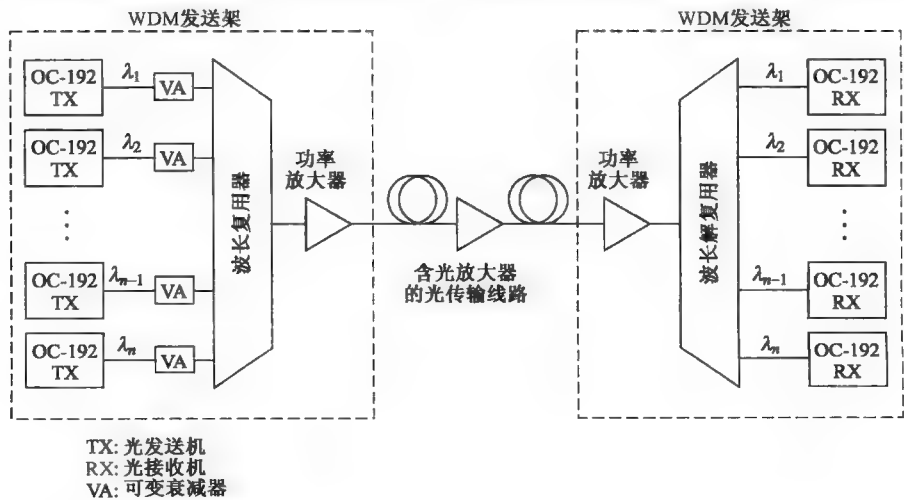 WDM发送架
WDM发送架
OC-192
TX
λ1
VA
OC-192
TX
λ2
VA
OC-192
TX
λn−1
VA
OC-192
TX
λn
VA
波长复用器
功率
放大器
含光放大器
的光传输线路
功率
放大器
波长解复用器
λ1
OC-192
RX
λ2
OC-192
RX
λn−1
OC-192
RX
λn
OC-192
RX
TX: 光发送机
RX: 光接收机
VA: 可变衰减器